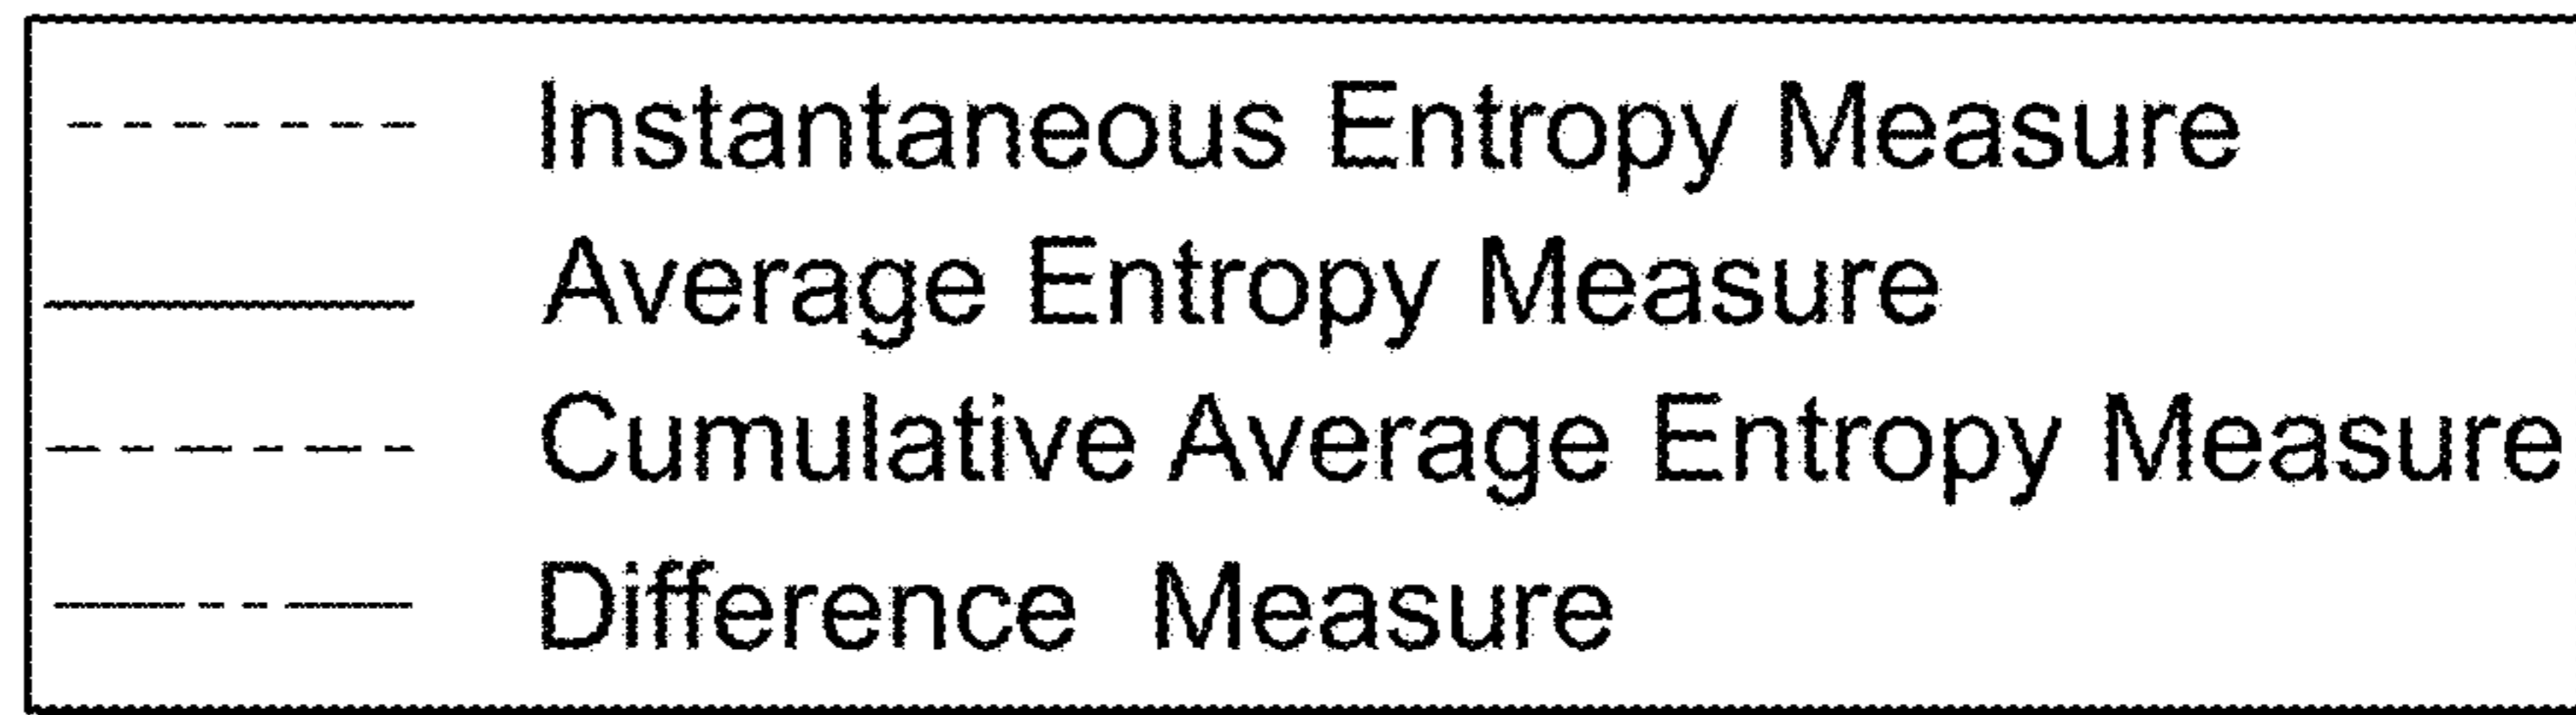 Instantaneous Entropy Measure
Average Entropy Measure
Cumulative Average Entropy Measure
Difference Measure